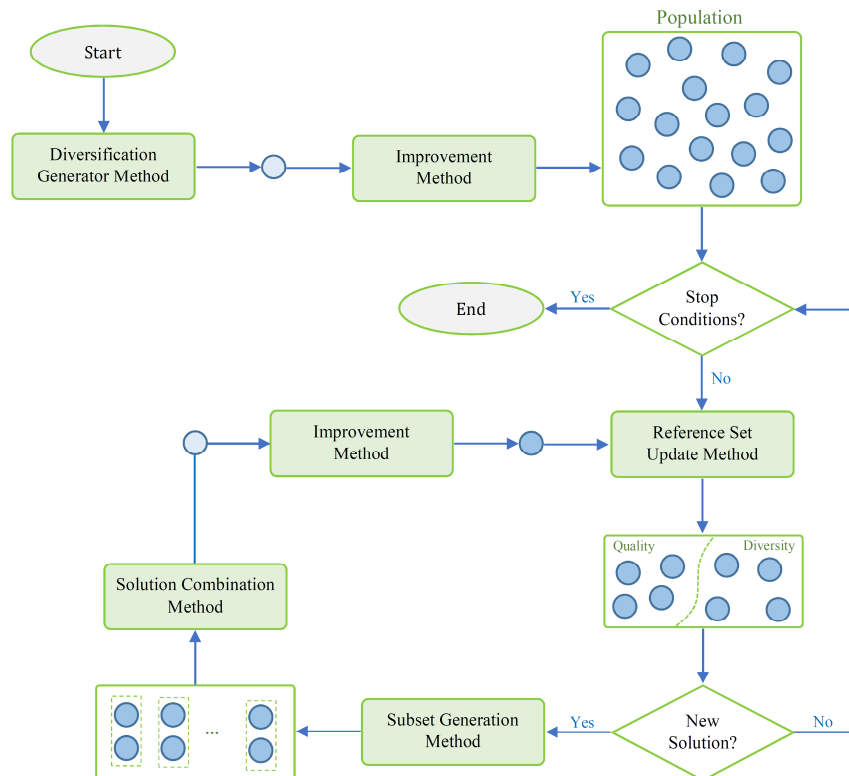 Population
Start
Diversification
Generator Method
Improvement
Method
Stop
Conditions?
Yes
End
No
Improvement
Method
Reference Set
Update Method
Quality
Diversity
Solution Combination
Method
New
Solution?
Yes
No
Subset Generation
Method
...